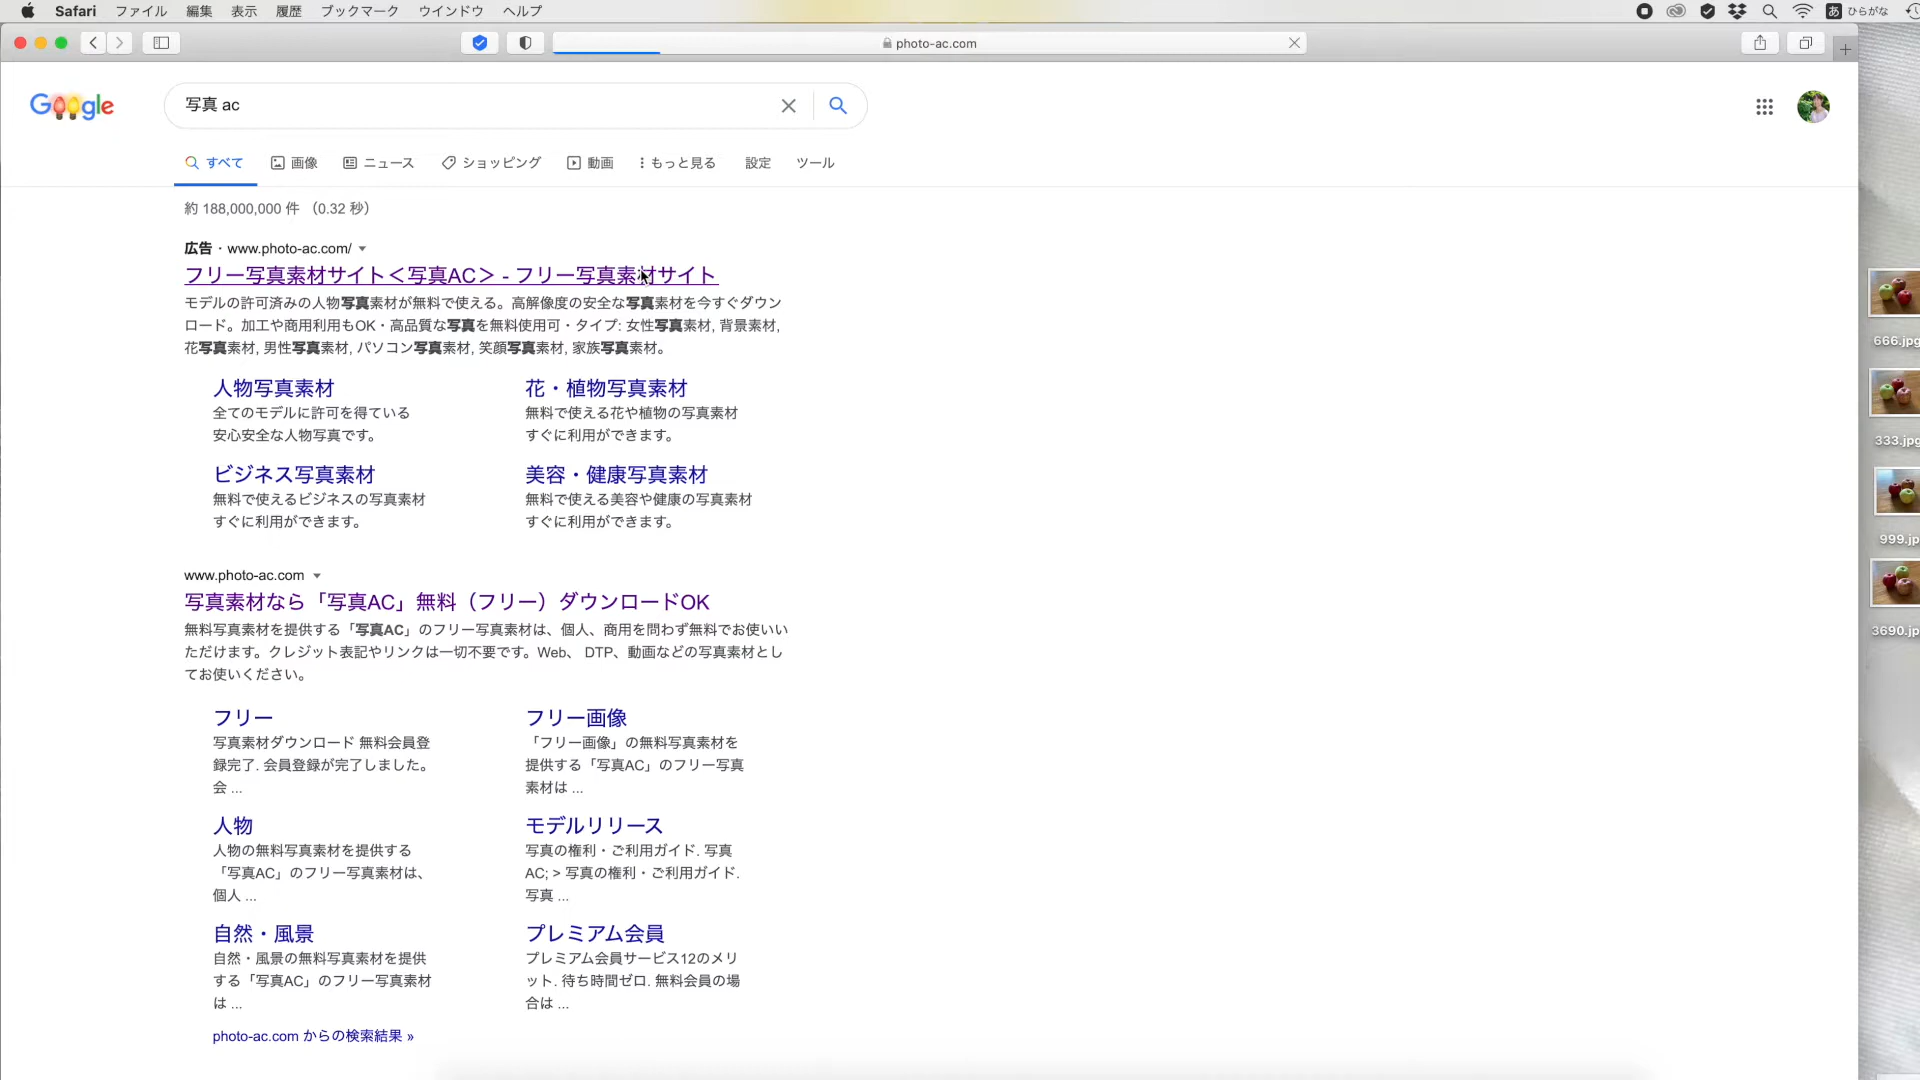 Safari ファイル 編集 表示 履歴 ブックマーク ウインドウ ヘルプ あ ひらがな
photo-ac.com
Google 写真 ac
すべて 画像 ニュース ショッピング 動画 もっと見る 設定 ツール
約 188,000,000 件 （0.32 秒）
広告・www.photo-ac.com/
フリー写真素材サイト＜写真AC＞ - フリー写真素材サイト
モデルの許可済みの人物写真素材が無料で使える。高解像度の安全な写真素材を今すぐダウン
ロード。加工や商用利用もOK・高品質な写真を無料使用可・タイプ: 女性写真素材, 背景素材,
花写真素材, 男性写真素材, パソコン写真素材, 笑顔写真素材, 家族写真素材。
人物写真素材
全てのモデルに許可を得ている
安心安全な人物写真です。
花・植物写真素材
無料で使える花や植物の写真素材
すぐに利用ができます。
ビジネス写真素材
無料で使えるビジネスの写真素材
すぐに利用ができます。
美容・健康写真素材
無料で使える美容や健康の写真素材
すぐに利用ができます。
www.photo-ac.com
写真素材なら「写真AC」無料（フリー）ダウンロードOK
無料写真素材を提供する「写真AC」のフリー写真素材は、個人、商用を問わず無料でお使いい
ただけます。クレジット表記やリンクは一切不要です。Web、 DTP、動画などの写真素材とし
てお使いください。
フリー
写真素材ダウンロード 無料会員登
録完了. 会員登録が完了しました。
会 ...
フリー画像
「フリー画像」の無料写真素材を
提供する「写真AC」のフリー写真
素材は ...
人物
人物の無料写真素材を提供する
「写真AC」のフリー写真素材は、
個人 ...
モデルリリース
写真の権利・ご利用ガイド. 写真
AC; > 写真の権利・ご利用ガイド.
写真 ...
自然・風景
自然・風景の無料写真素材を提供
する「写真AC」のフリー写真素材
は ...
プレミアム会員
プレミアム会員サービス12のメリ
ット. 待ち時間ゼロ. 無料会員の場
合は ...
photo-ac.com からの検索結果 »
666.jpg
333.jpg
999.jp
3690.jp